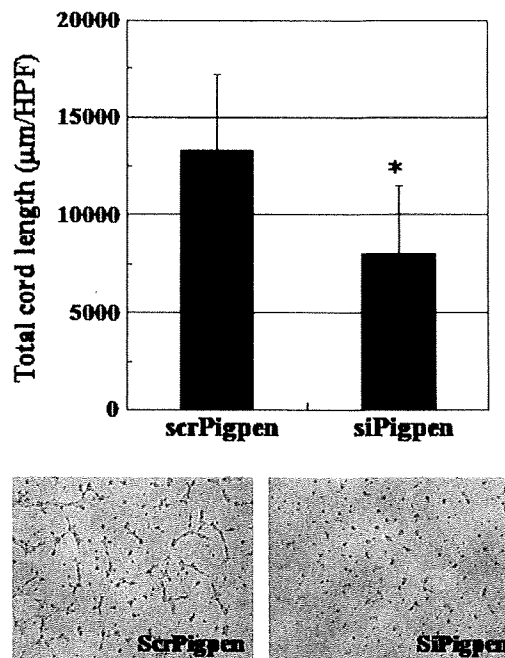 Total cord length (μm/HPF)
20000
15000
10000
5000
0
*
scrPigpen siPigpen
ScrPigpen SiPigpen